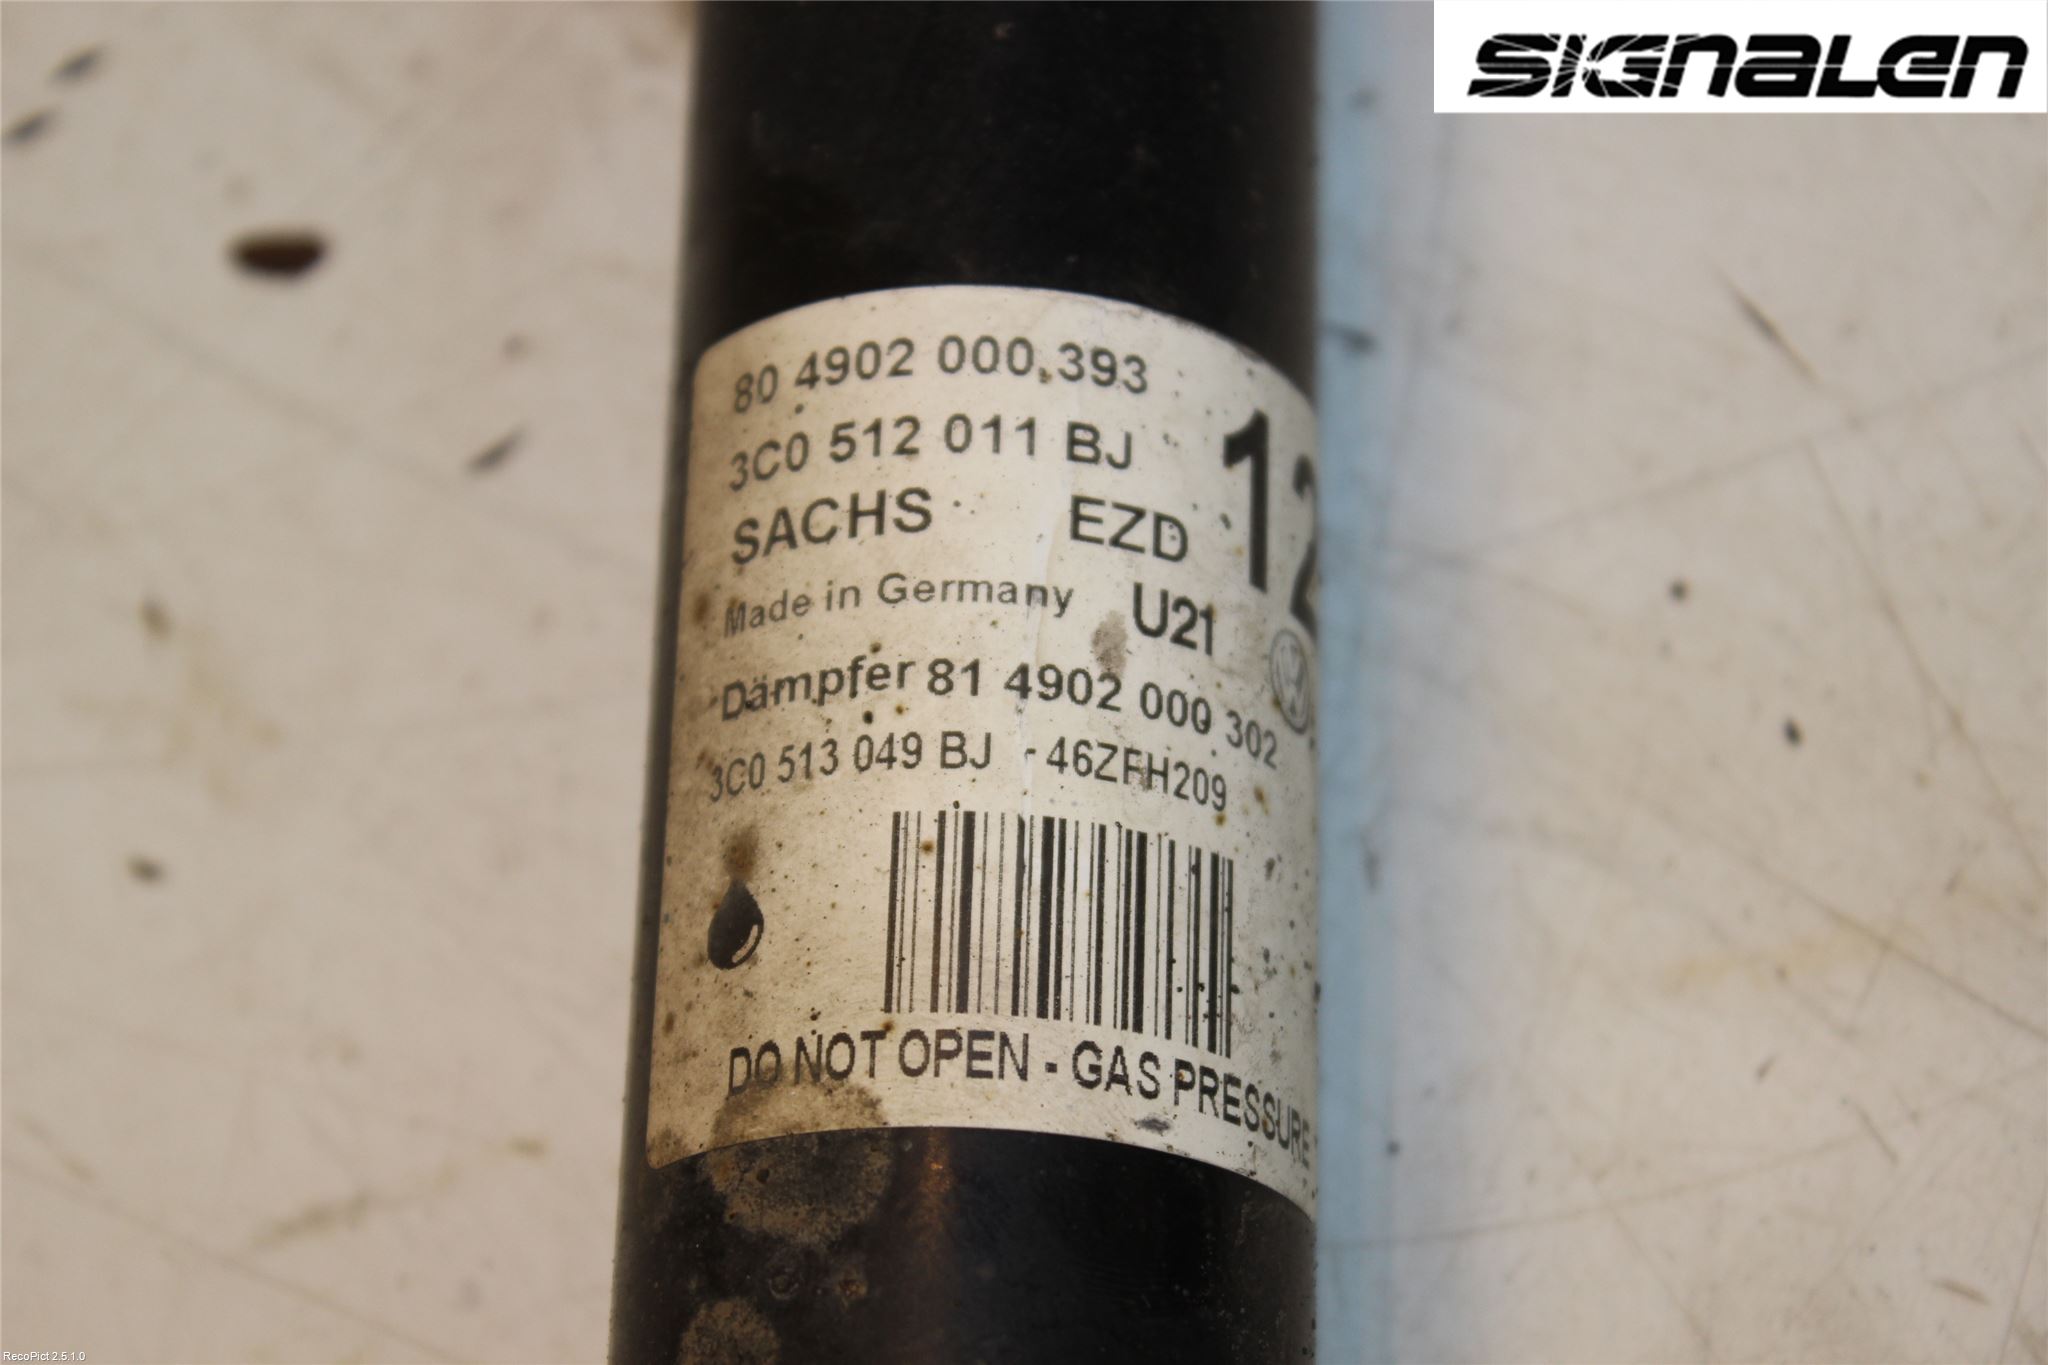 SIGNALEN
80 4902 000 393
3C0 512 011 BJ
12
SACHS EZD
Made in Germany U21
Dämpfer 81 4902 000 302
3C0 513 049 BJ - 46ZFH209
DO NOT OPEN - GAS PRESSURE
RecoPict 2.5.1.0